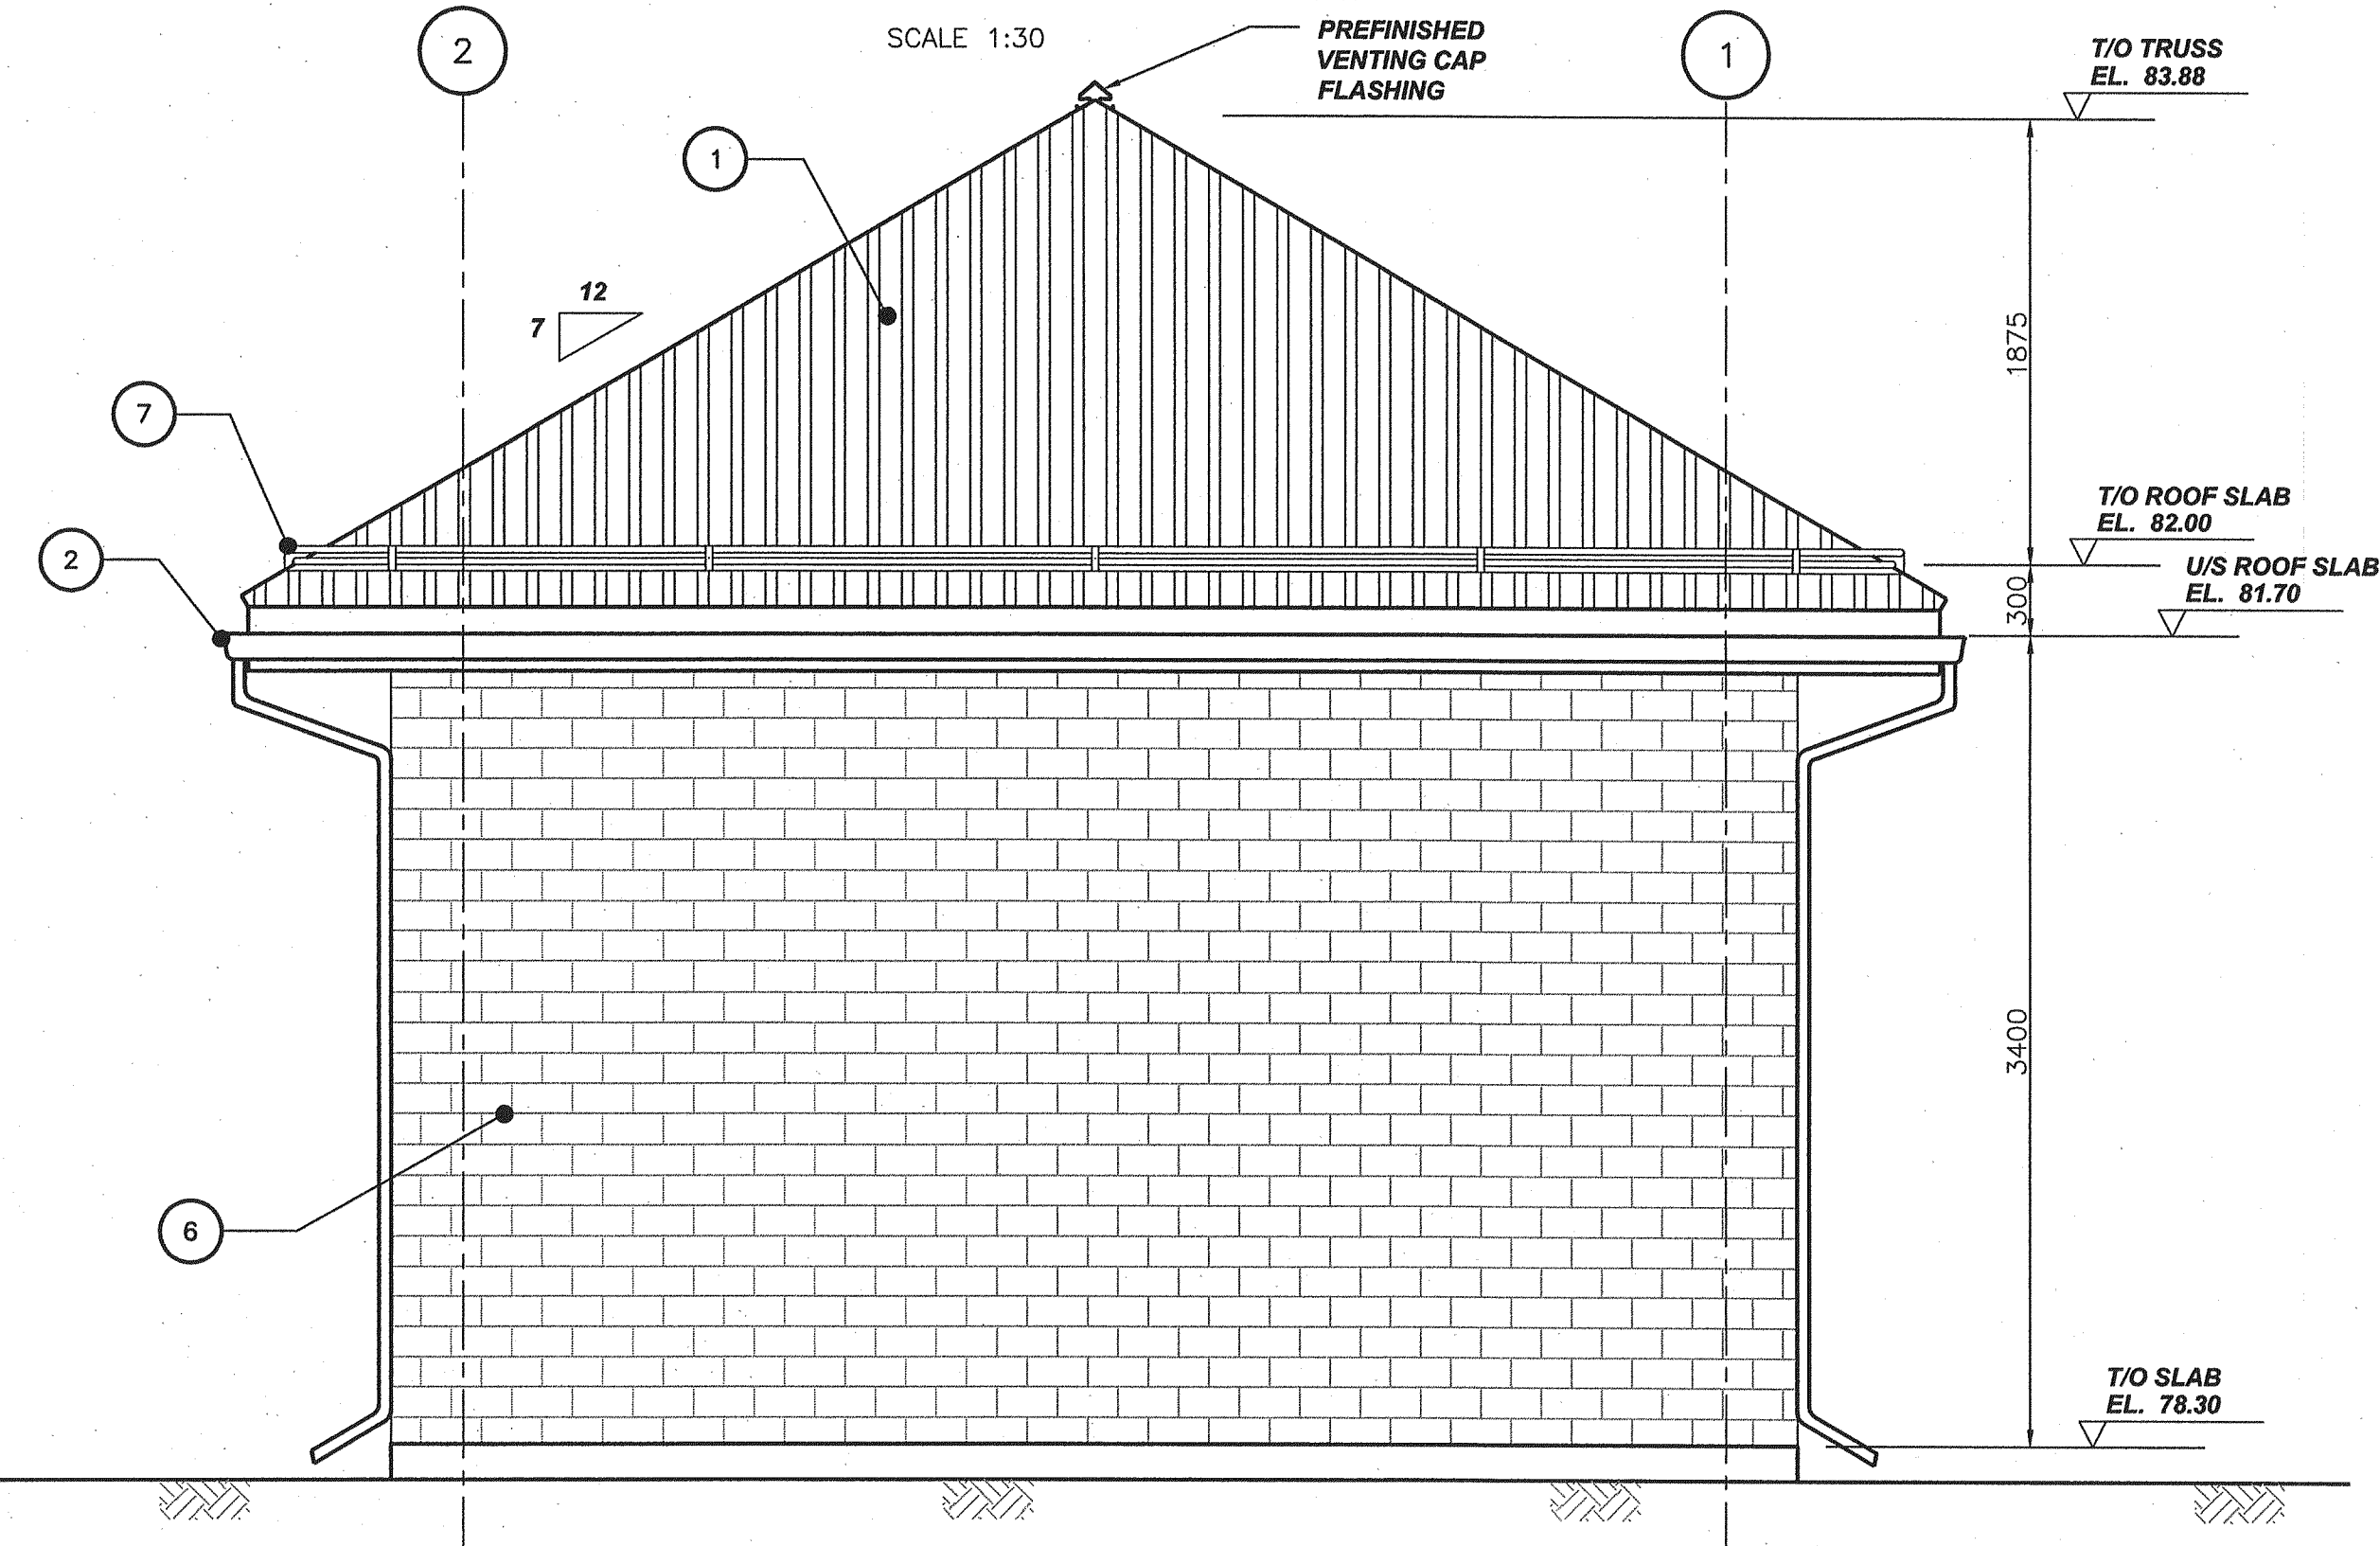 2
SCALE 1:30
PREFINISHED
VENTING CAP
FLASHING
1
T/O TRUSS
EL. 83.88
1
12
7
1875
7
T/O ROOF SLAB
EL. 82.00
2
U/S ROOF SLAB
EL. 81.70
300
3400
6
T/O SLAB
EL. 78.30